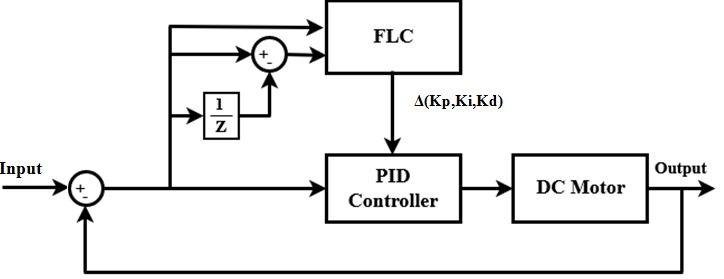 FLC
+
-
1
Z
Δ(Kp,Ki,Kd)
Input
+
-
PID
Controller
DC Motor
Output